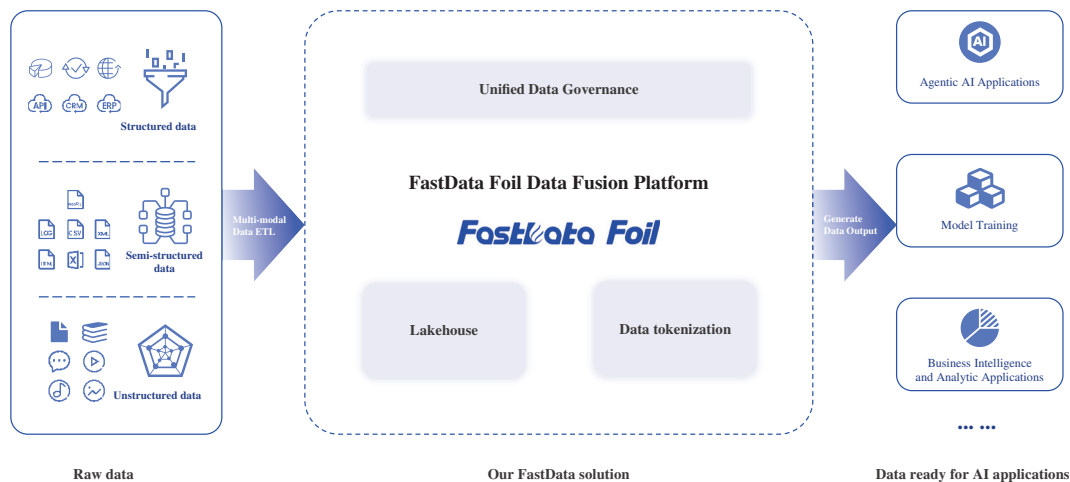 API
CRM
ERP
Structured data
LOG
CSV
XML
HTML
X
JSON
Semi-structured
data
Unstructured data
Raw data
Multi-modal
Data ETL
Unified Data Governance
FastData Foil Data Fusion Platform
FastData Foil
Lakehouse
Data tokenization
Our FastData solution
Generate
Data Output
AI
Agentic AI Applications
Model Training
Business Intelligence
and Analytic Applications
... ...
Data ready for AI applications